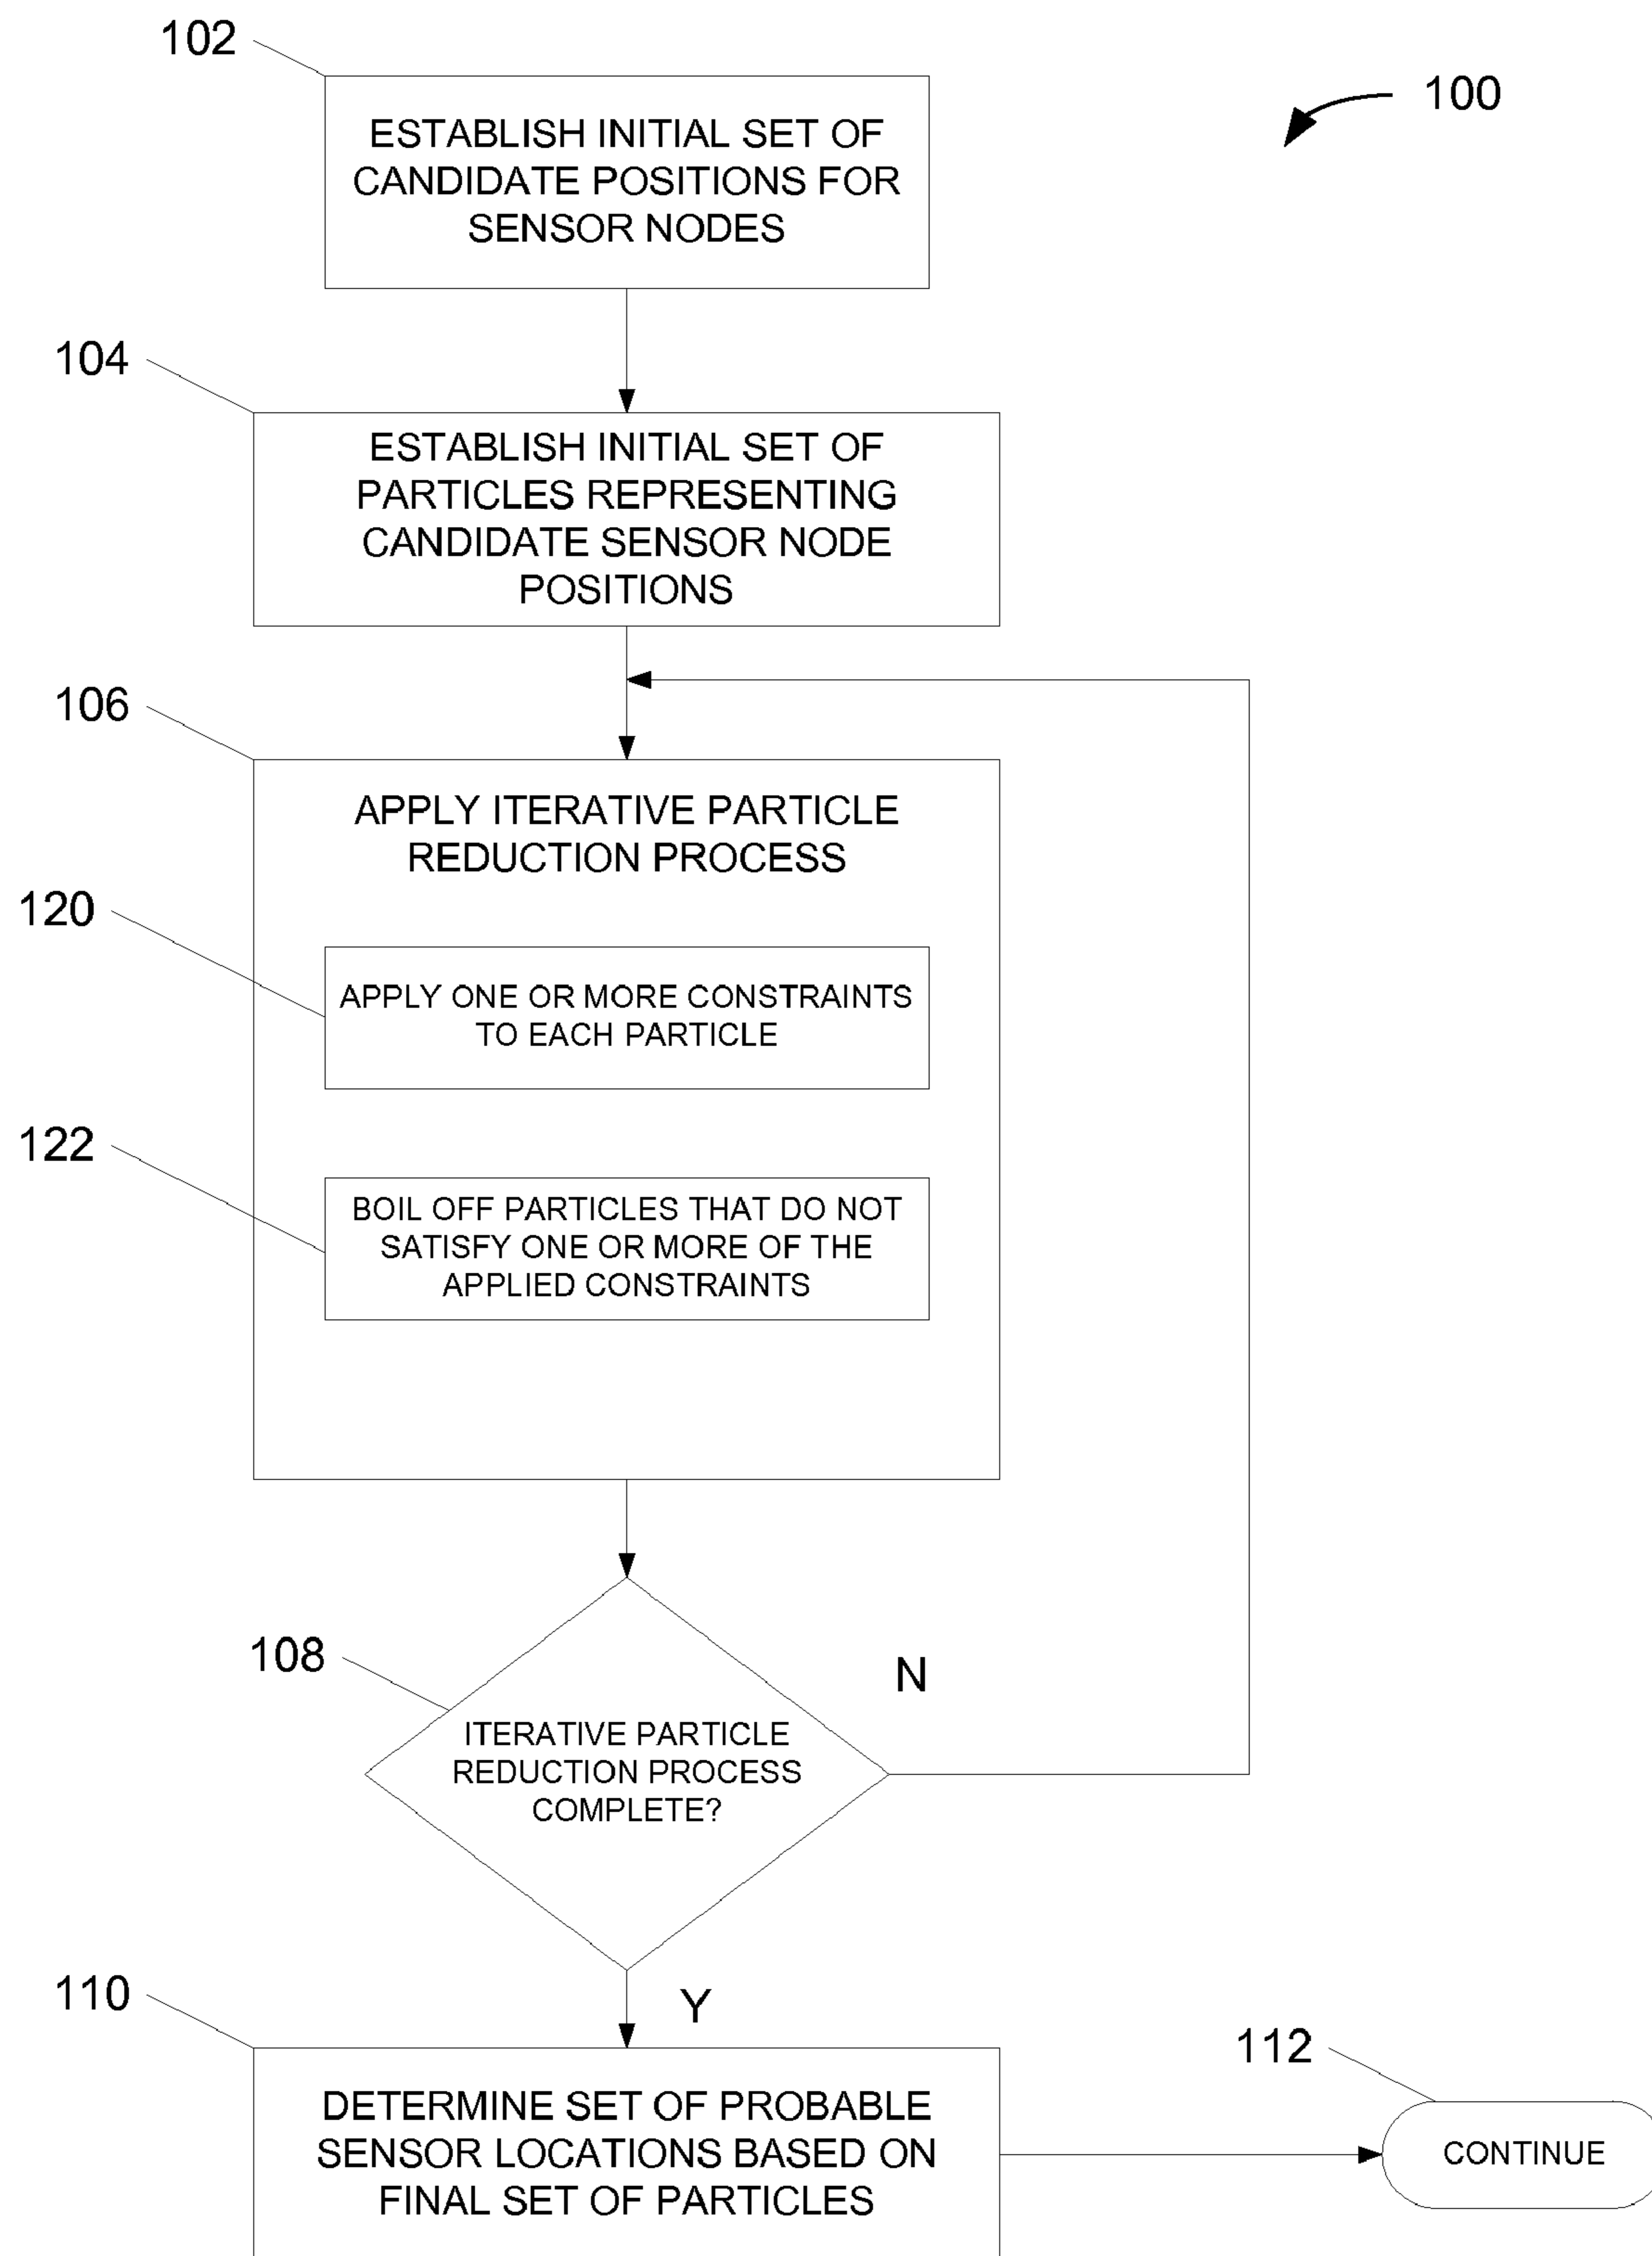 102
100
ESTABLISH INITIAL SET OF
CANDIDATE POSITIONS FOR
SENSOR NODES
104
ESTABLISH INITIAL SET OF
PARTICLES REPRESENTING
CANDIDATE SENSOR NODE
POSITIONS
106
APPLY ITERATIVE PARTICLE
REDUCTION PROCESS
120
APPLY ONE OR MORE CONSTRAINTS
TO EACH PARTICLE
122
BOIL OFF PARTICLES THAT DO NOT
SATISFY ONE OR MORE OF THE
APPLIED CONSTRAINTS
108
N
ITERATIVE PARTICLE
REDUCTION PROCESS
COMPLETE?
110
Y
112
DETERMINE SET OF PROBABLE
SENSOR LOCATIONS BASED ON
FINAL SET OF PARTICLES
CONTINUE